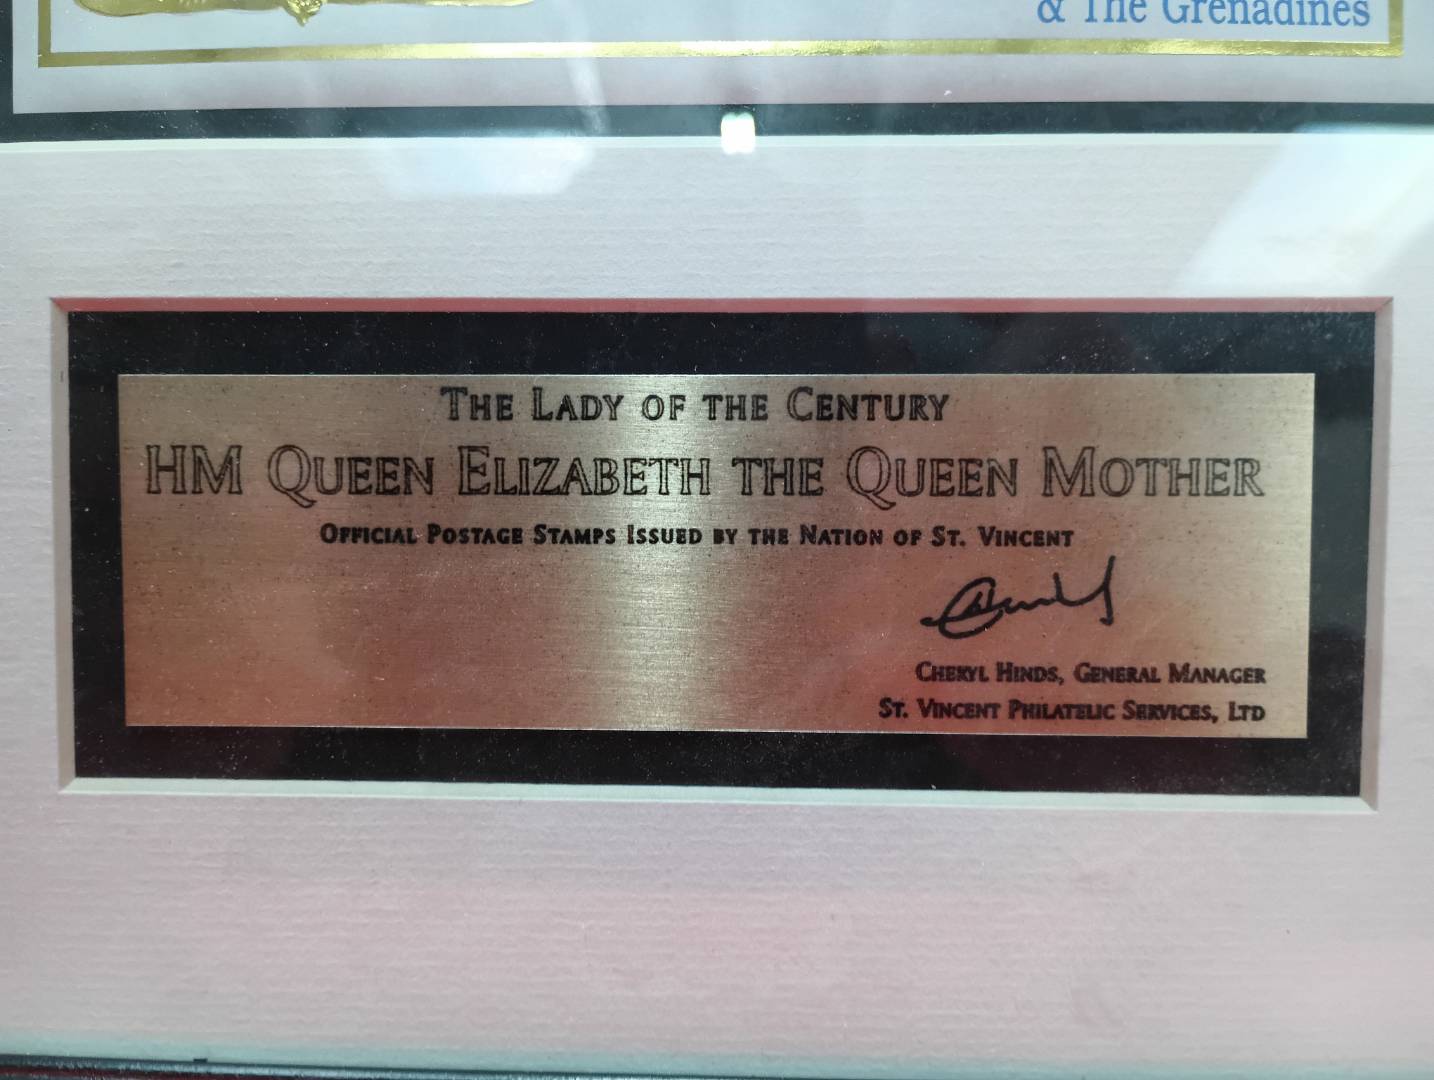 & The Grenadines
The Lady of the Century
HM Queen Elizabeth the Queen Mother
Official Postage Stamps Issued by the Nation of St. Vincent
Cheryl Hinds, General Manager
St. Vincent Philatelic Services, Ltd